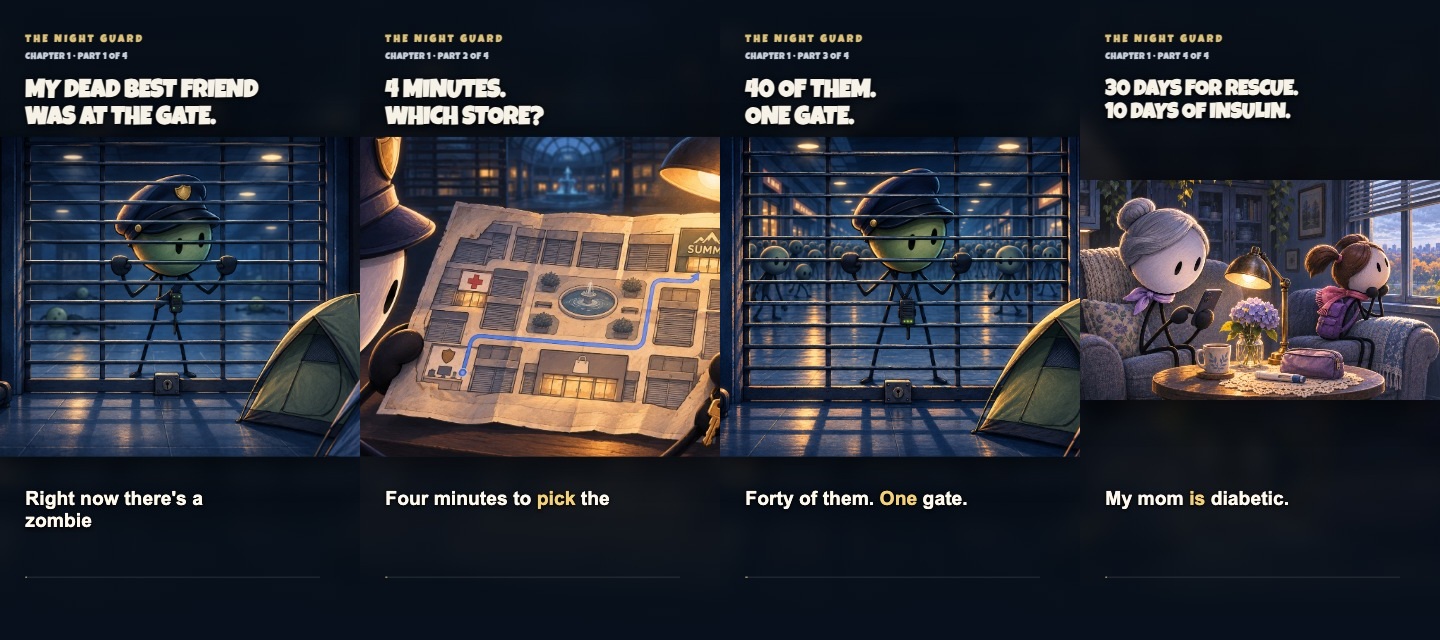 THE NIGHT GUARD
CHAPTER 1 · PART 1 OF 4
MY DEAD BEST FRIEND
WAS AT THE GATE.
Right now there's a
zombie
THE NIGHT GUARD
CHAPTER 1 · PART 2 OF 4
4 MINUTES.
WHICH STORE?
SUMM
Four minutes to pick the
THE NIGHT GUARD
CHAPTER 1 · PART 3 OF 4
40 OF THEM.
ONE GATE.
Forty of them. One gate.
THE NIGHT GUARD
CHAPTER 1 · PART 4 OF 4
30 DAYS FOR RESCUE.
10 DAYS OF INSULIN.
My mom is diabetic.